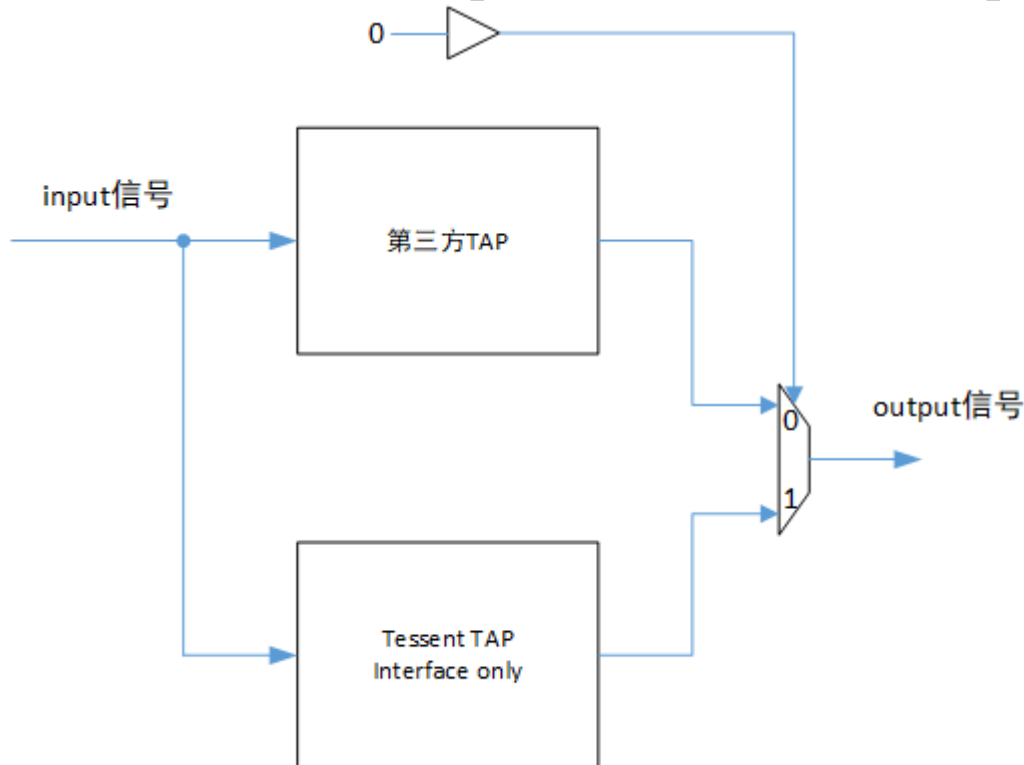 0
input信号
第三方TAP
0
output信号
1
Tessent TAP
Interface only